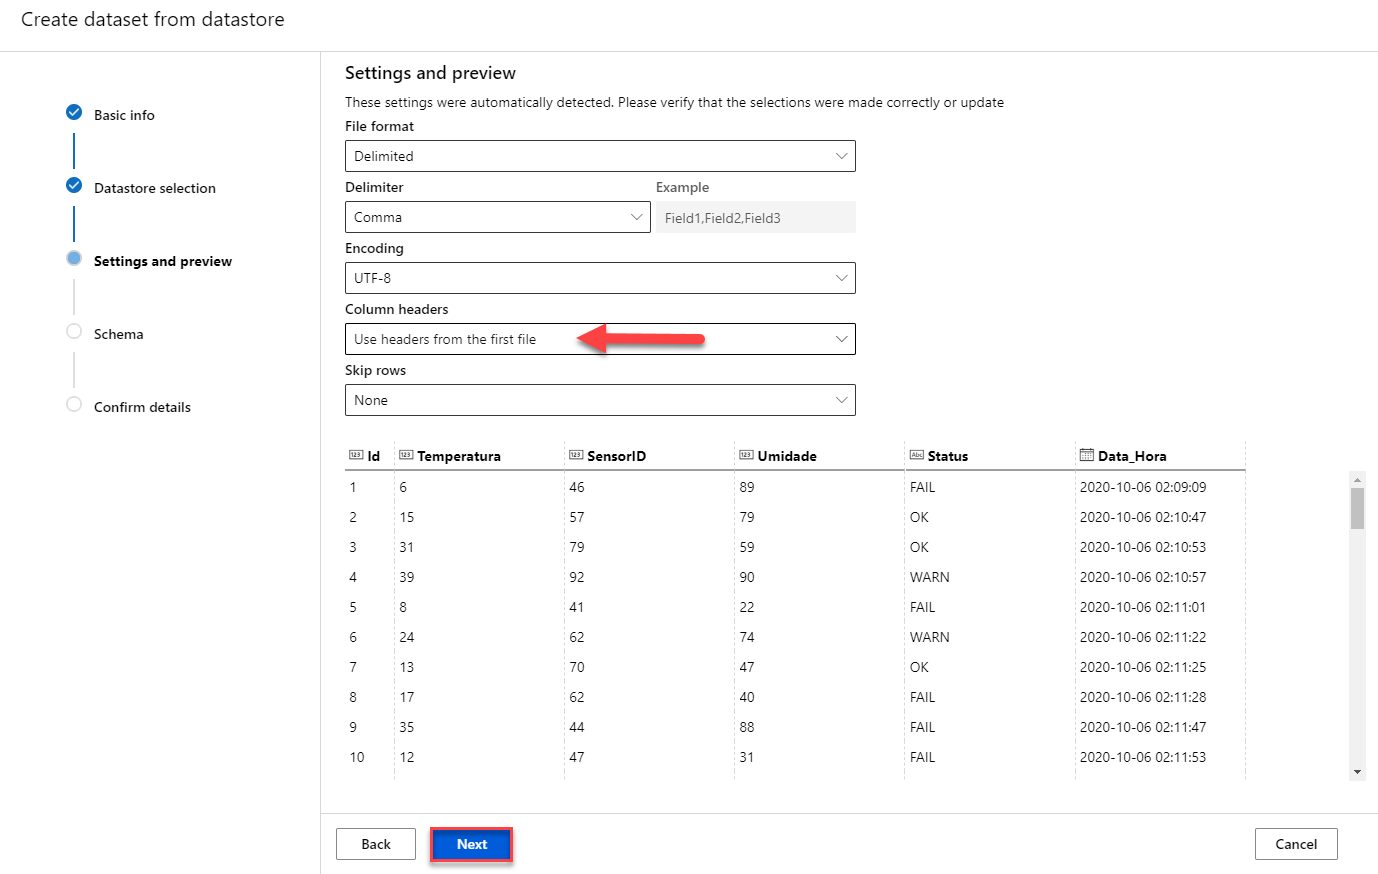 Create dataset from datastore
Basic info
Datastore selection
Settings and preview
Schema
Confirm details
Settings and preview
These settings were automatically detected. Please verify that the selections were made correctly or update
File format
Delimited
Delimiter Example
Comma Field1,Field2,Field3
Encoding
UTF-8
Column headers
Use headers from the first file
Skip rows
None
123 Id 123 Temperatura 123 SensorID 123 Umidade Abc Status Data_Hora
1 6 46 89 FAIL 2020-10-06 02:09:09
2 15 57 79 OK 2020-10-06 02:10:47
3 31 79 59 OK 2020-10-06 02:10:53
4 39 92 90 WARN 2020-10-06 02:10:57
5 8 41 22 FAIL 2020-10-06 02:11:01
6 24 62 74 WARN 2020-10-06 02:11:22
7 13 70 47 OK 2020-10-06 02:11:25
8 17 62 40 FAIL 2020-10-06 02:11:28
9 35 44 88 FAIL 2020-10-06 02:11:47
10 12 47 31 FAIL 2020-10-06 02:11:53
Back Next Cancel